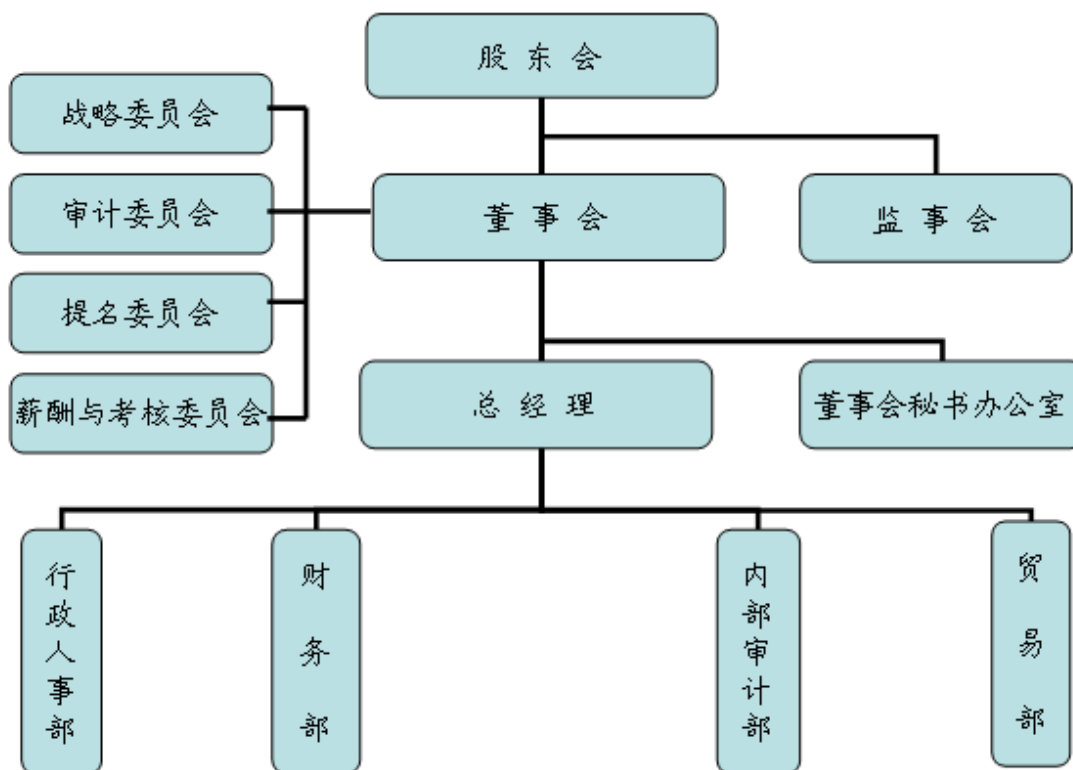 股东会
战略委员会
审计委员会
董事会
监事会
提名委员会
总经理
董事会秘书办公室
薪酬与考核委员会
行政人事部
财务部
内部审计部
贸易部